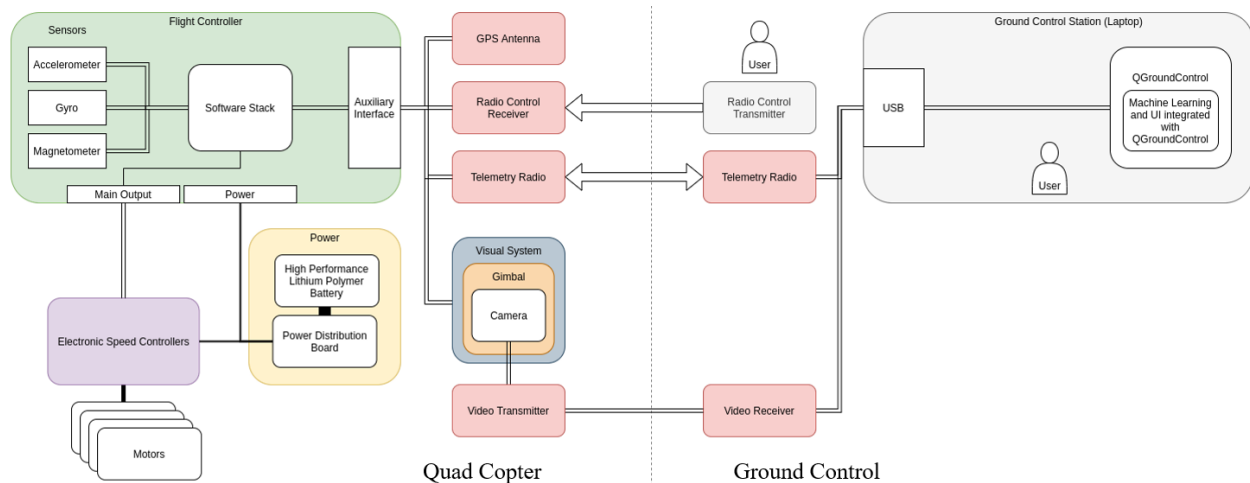 Flight Controller
Sensors
Accelerometer
Gyro
Magnetometer
Software Stack
Auxiliary
Interface
Main Output
Power
Power
High Performance
Lithium Polymer
Battery
Power Distribution
Board
Electronic Speed Controllers
Motors
GPS Antenna
Radio Control
Receiver
Telemetry Radio
Visual System
Gimbal
Camera
Video Transmitter
Quad Copter
User
Radio Control
Transmitter
Telemetry Radio
Video Receiver
Ground Control
Ground Control Station (Laptop)
USB
User
QGroundControl
Machine Learning
and UI integrated
with
QGroundControl